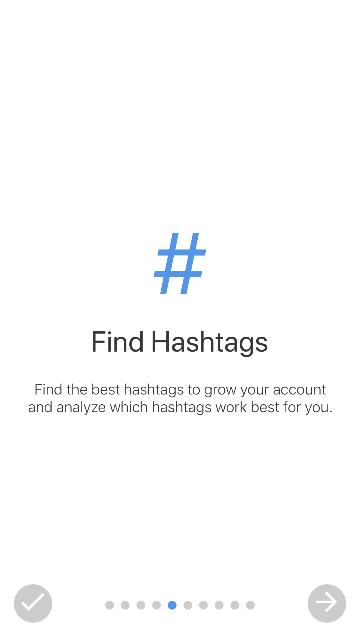 #
Find Hashtags
Find the best hashtags to grow your account
and analyze which hashtags work best for you.